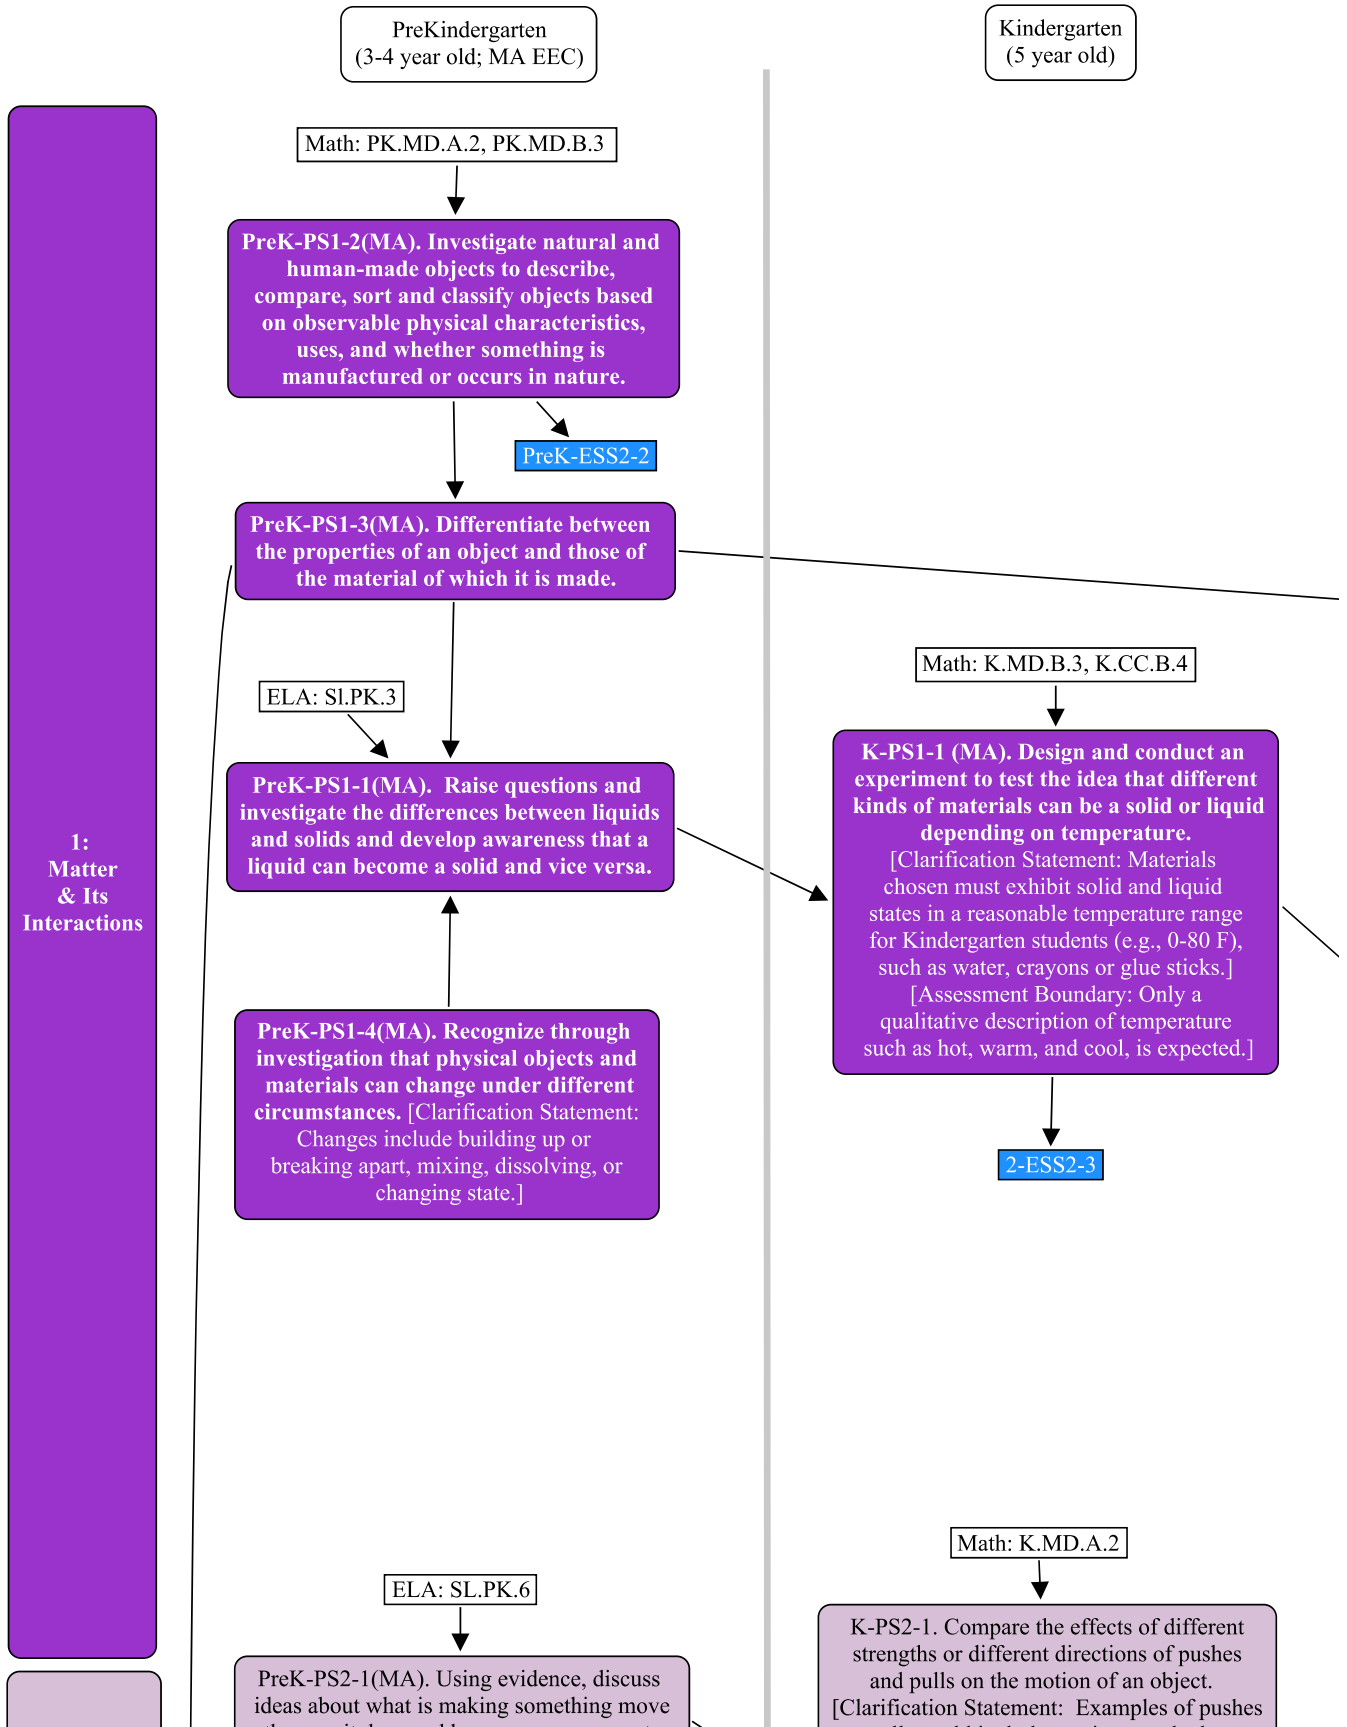 PreKindergarten
(3-4 year old; MA EEC)
Kindergarten
(5 year old)
1:
Matter
& Its
Interactions
Math: PK.MD.A.2, PK.MD.B.3
PreK-PS1-2(MA). Investigate natural and
human-made objects to describe,
compare, sort and classify objects based
on observable physical characteristics,
uses, and whether something is
manufactured or occurs in nature.
PreK-ESS2-2
PreK-PS1-3(MA). Differentiate between
the properties of an object and those of
the material of which it is made.
ELA: Sl.PK.3
PreK-PS1-1(MA).  Raise questions and
investigate the differences between liquids
and solids and develop awareness that a
liquid can become a solid and vice versa.
PreK-PS1-4(MA). Recognize through
investigation that physical objects and
materials can change under different
circumstances. [Clarification Statement:
Changes include building up or
breaking apart, mixing, dissolving, or
changing state.]
Math: K.MD.B.3, K.CC.B.4
K-PS1-1 (MA). Design and conduct an
experiment to test the idea that different
kinds of materials can be a solid or liquid
depending on temperature.
[Clarification Statement: Materials
chosen must exhibit solid and liquid
states in a reasonable temperature range
for Kindergarten students (e.g., 0-80 F),
such as water, crayons or glue sticks.]
[Assessment Boundary: Only a
qualitative description of temperature
such as hot, warm, and cool, is expected.]
2-ESS2-3
ELA: SL.PK.6
PreK-PS2-1(MA). Using evidence, discuss
ideas about what is making something move
Math: K.MD.A.2
K-PS2-1. Compare the effects of different
strengths or different directions of pushes
and pulls on the motion of an object.
[Clarification Statement:  Examples of pushes